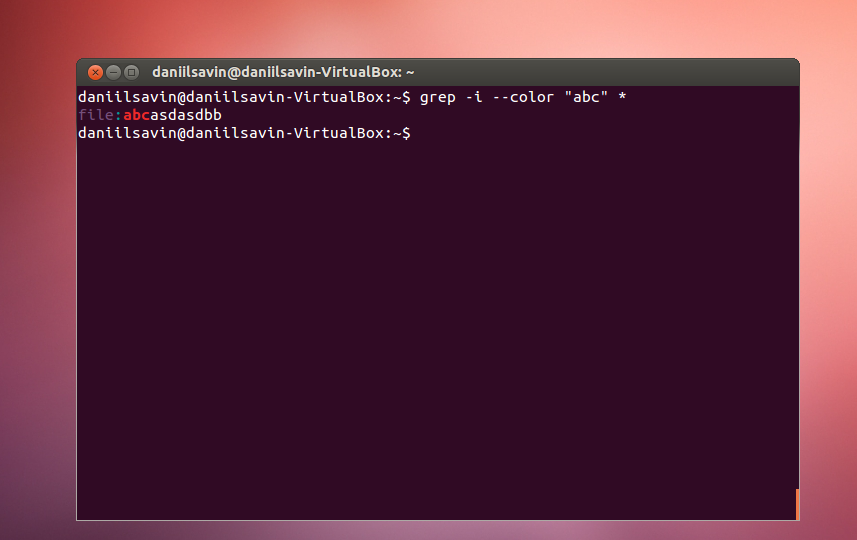 daniilsavin@daniilsavin-VirtualBox: ~
daniilsavin@daniilsavin-VirtualBox:~$ grep -i --color "abc" *
file:abcasdasdbb
daniilsavin@daniilsavin-VirtualBox:~$